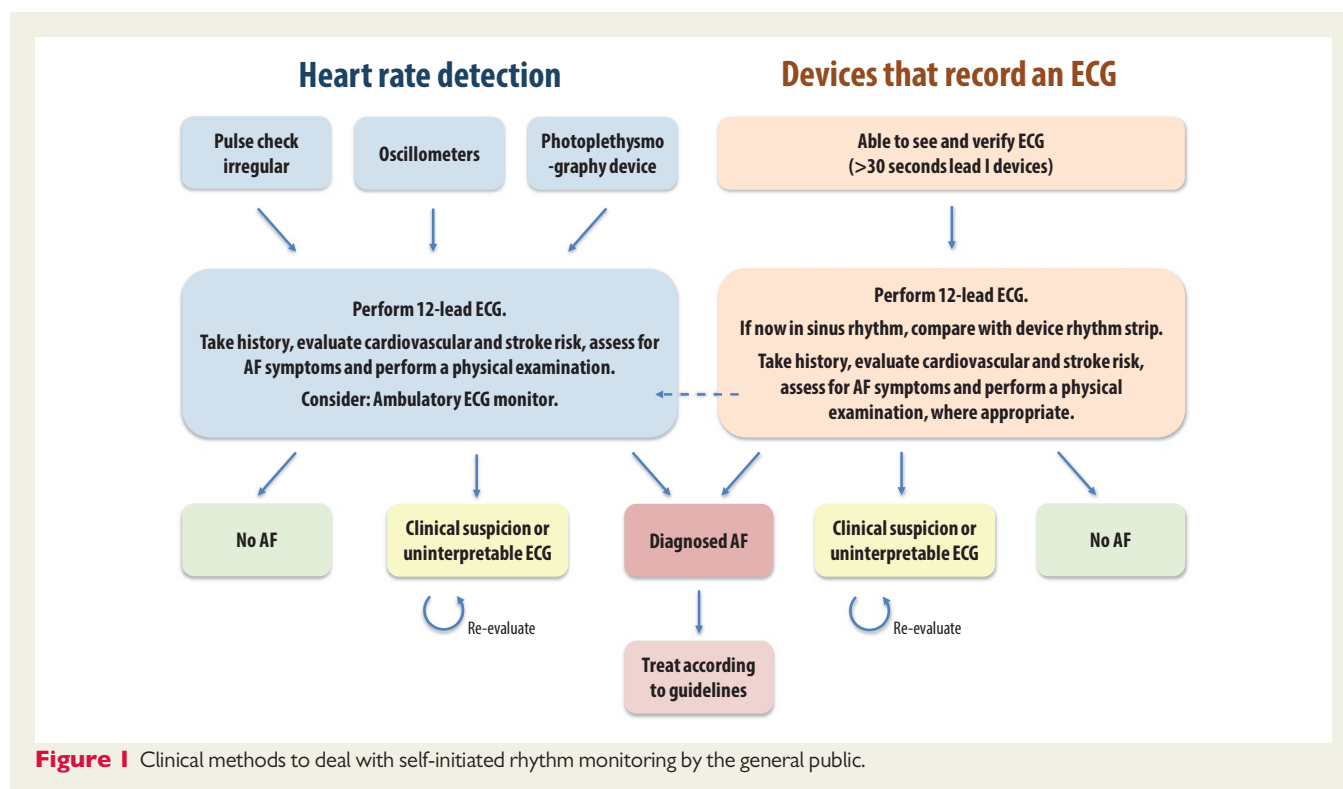 Heart rate detection
Devices that record an ECG
Pulse check
irregular
Oscillometers
Photoplethysmo
-graphy device
Able to see and verify ECG
(>30 seconds lead I devices)
Perform 12-lead ECG.
Take history, evaluate cardiovascular and stroke risk, assess for
AF symptoms and perform a physical examination.
Consider: Ambulatory ECG monitor.
Perform 12-lead ECG.
If now in sinus rhythm, compare with device rhythm strip.
Take history, evaluate cardiovascular and stroke risk,
assess for AF symptoms and perform a physical
examination, where appropriate.
No AF
Clinical suspicion or
uninterpretable ECG
Diagnosed AF
Clinical suspicion or
uninterpretable ECG
No AF
Re-evaluate
Re-evaluate
Treat according
to guidelines
Figure 1 Clinical methods to deal with self-initiated rhythm monitoring by the general public.